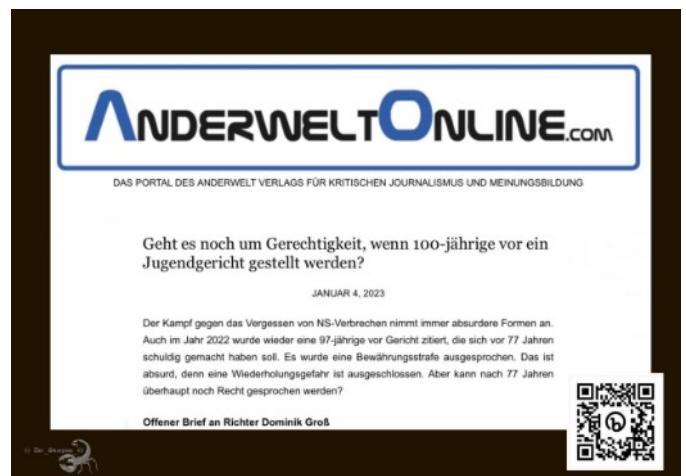 ANDERWELTONLINE.COM
DAS PORTAL DES ANDERWELT VERLAGS FÜR KRITISCHEN JOURNALISMUS UND MEINUNGSBILDUNG
Geht es noch um Gerechtigkeit, wenn 100-jährige vor ein
Jugendgericht gestellt werden?
JANUAR 4, 2023
Der Kampf gegen das Vergessen von NS-Verbrechen nimmt immer absurdere Formen an.
Auch im Jahr 2022 wurde wieder eine 97-jährige vor Gericht zitiert, die sich vor 77 Jahren
schuldig gemacht haben soll. Es wurde eine Bewährungsstrafe ausgesprochen. Das ist
absurd, denn eine Wiederholungsgefahr ist ausgeschlossen. Aber kann nach 77 Jahren
überhaupt noch Recht gesprochen werden?
Offener Brief an Richter Dominik Groß